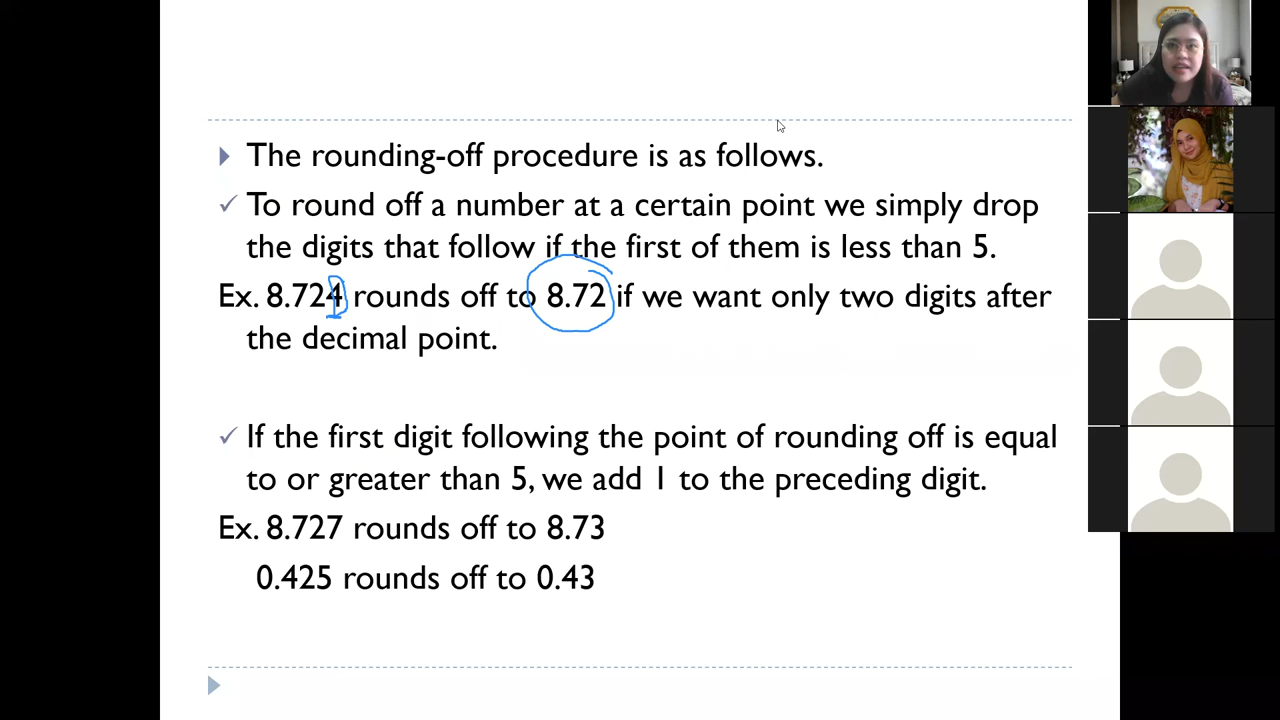 The rounding-off procedure is as follows.
To round off a number at a certain point we simply drop
the digits that follow if the first of them is less than 5.
Ex. 8.724 rounds off to 8.72 if we want only two digits after
the decimal point.
If the first digit following the point of rounding off is equal
to or greater than 5, we add 1 to the preceding digit.
Ex. 8.727 rounds off to 8.73
0.425 rounds off to 0.43